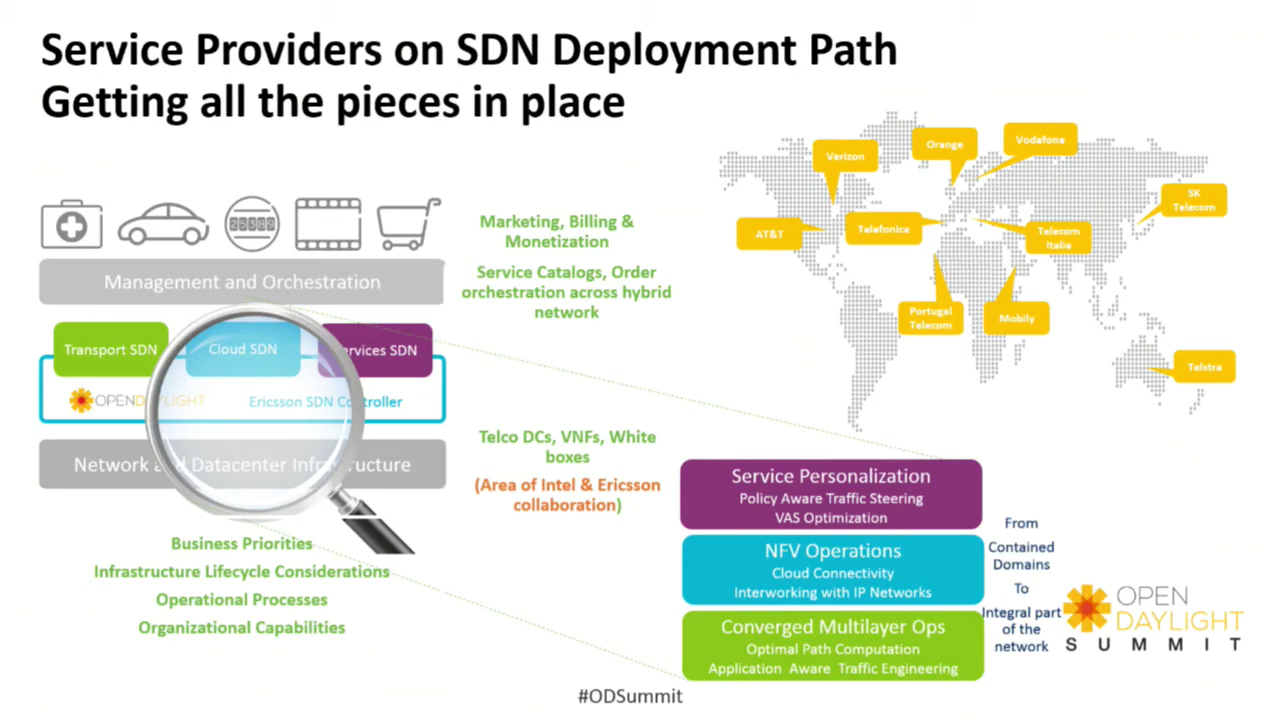 Service Providers on SDN Deployment Path
Getting all the pieces in place
Verizon
Orange
Vodafone
SK
Telecom
AT&T
Telefonica
Telecom
Italia
Portugal
Telecom
Mobily
Telstra
Marketing, Billing &
Monetization
Management and Orchestration
Service Catalogs, Order
orchestration across hybrid
network
Transport SDN
Cloud SDN
Services SDN
OPENDAYLIGHT
Ericsson SDN Controller
Network and Datacenter Infrastructure
Telco DCs, VNFs, White
boxes
(Area of Intel & Ericsson
collaboration)
Business Priorities
Infrastructure Lifecycle Considerations
Operational Processes
Organizational Capabilities
Service Personalization
Policy Aware Traffic Steering
VAS Optimization
NFV Operations
Cloud Connectivity
Interworking with IP Networks
Converged Multilayer Ops
Optimal Path Computation
Application Aware Traffic Engineering
From
Contained
Domains
To
Integral part
of the
network
OPEN
DAYLIGHT
SUMMIT
#ODSummit